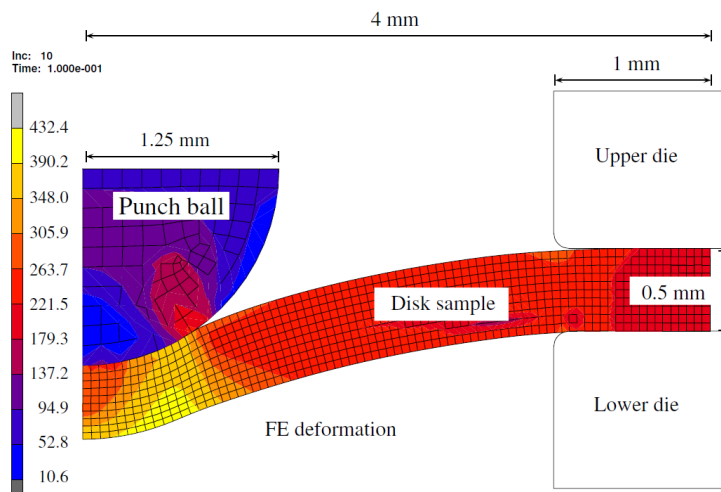 4 mm
Inc: 10
Time: 1.000e-001
1 mm
432.4
390.2
348.0
305.9
263.7
221.5
179.3
137.2
94.9
52.8
10.6
1.25 mm
Punch ball
Upper die
Disk sample
0.5 mm
Lower die
FE deformation